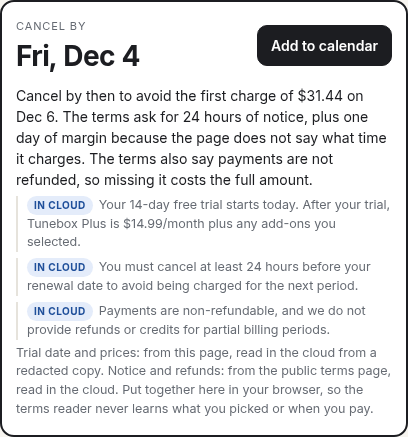 CANCEL BY
Fri, Dec 4
Add to calendar
Cancel by then to avoid the first charge of $31.44 on
Dec 6. The terms ask for 24 hours of notice, plus one
day of margin because the page does not say what time
it charges. The terms also say payments are not
refunded, so missing it costs the full amount.
IN CLOUD Your 14-day free trial starts today. After your trial,
Tunebox Plus is $14.99/month plus any add-ons you
selected.
IN CLOUD You must cancel at least 24 hours before your
renewal date to avoid being charged for the next period.
IN CLOUD Payments are non-refundable, and we do not
provide refunds or credits for partial billing periods.
Trial date and prices: from this page, read in the cloud from a
redacted copy. Notice and refunds: from the public terms page,
read in the cloud. Put together here in your browser, so the
terms reader never learns what you picked or when you pay.